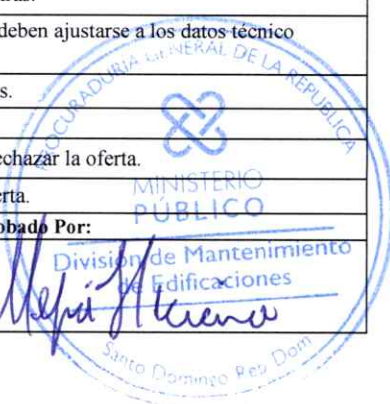 deben ajustarse a los datos técnico
s.
echazar la oferta.
erta.
obado Por:
PROCURADURIA GENERAL DE LA REPUBLICA
MINISTERIO
PÚBLICO
División de Mantenimiento
de Edificaciones
Santo Domingo Rep Dom